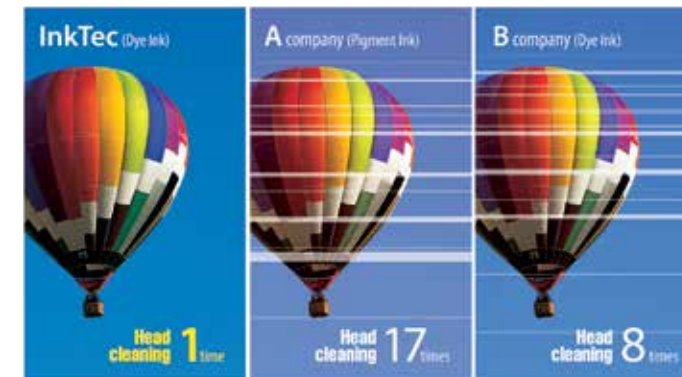 InkTec (Dye Ink)
Head
cleaning 1 time
A company (Pigment Ink)
Head
cleaning 17 times
B company (Dye Ink)
Head
cleaning 8 times